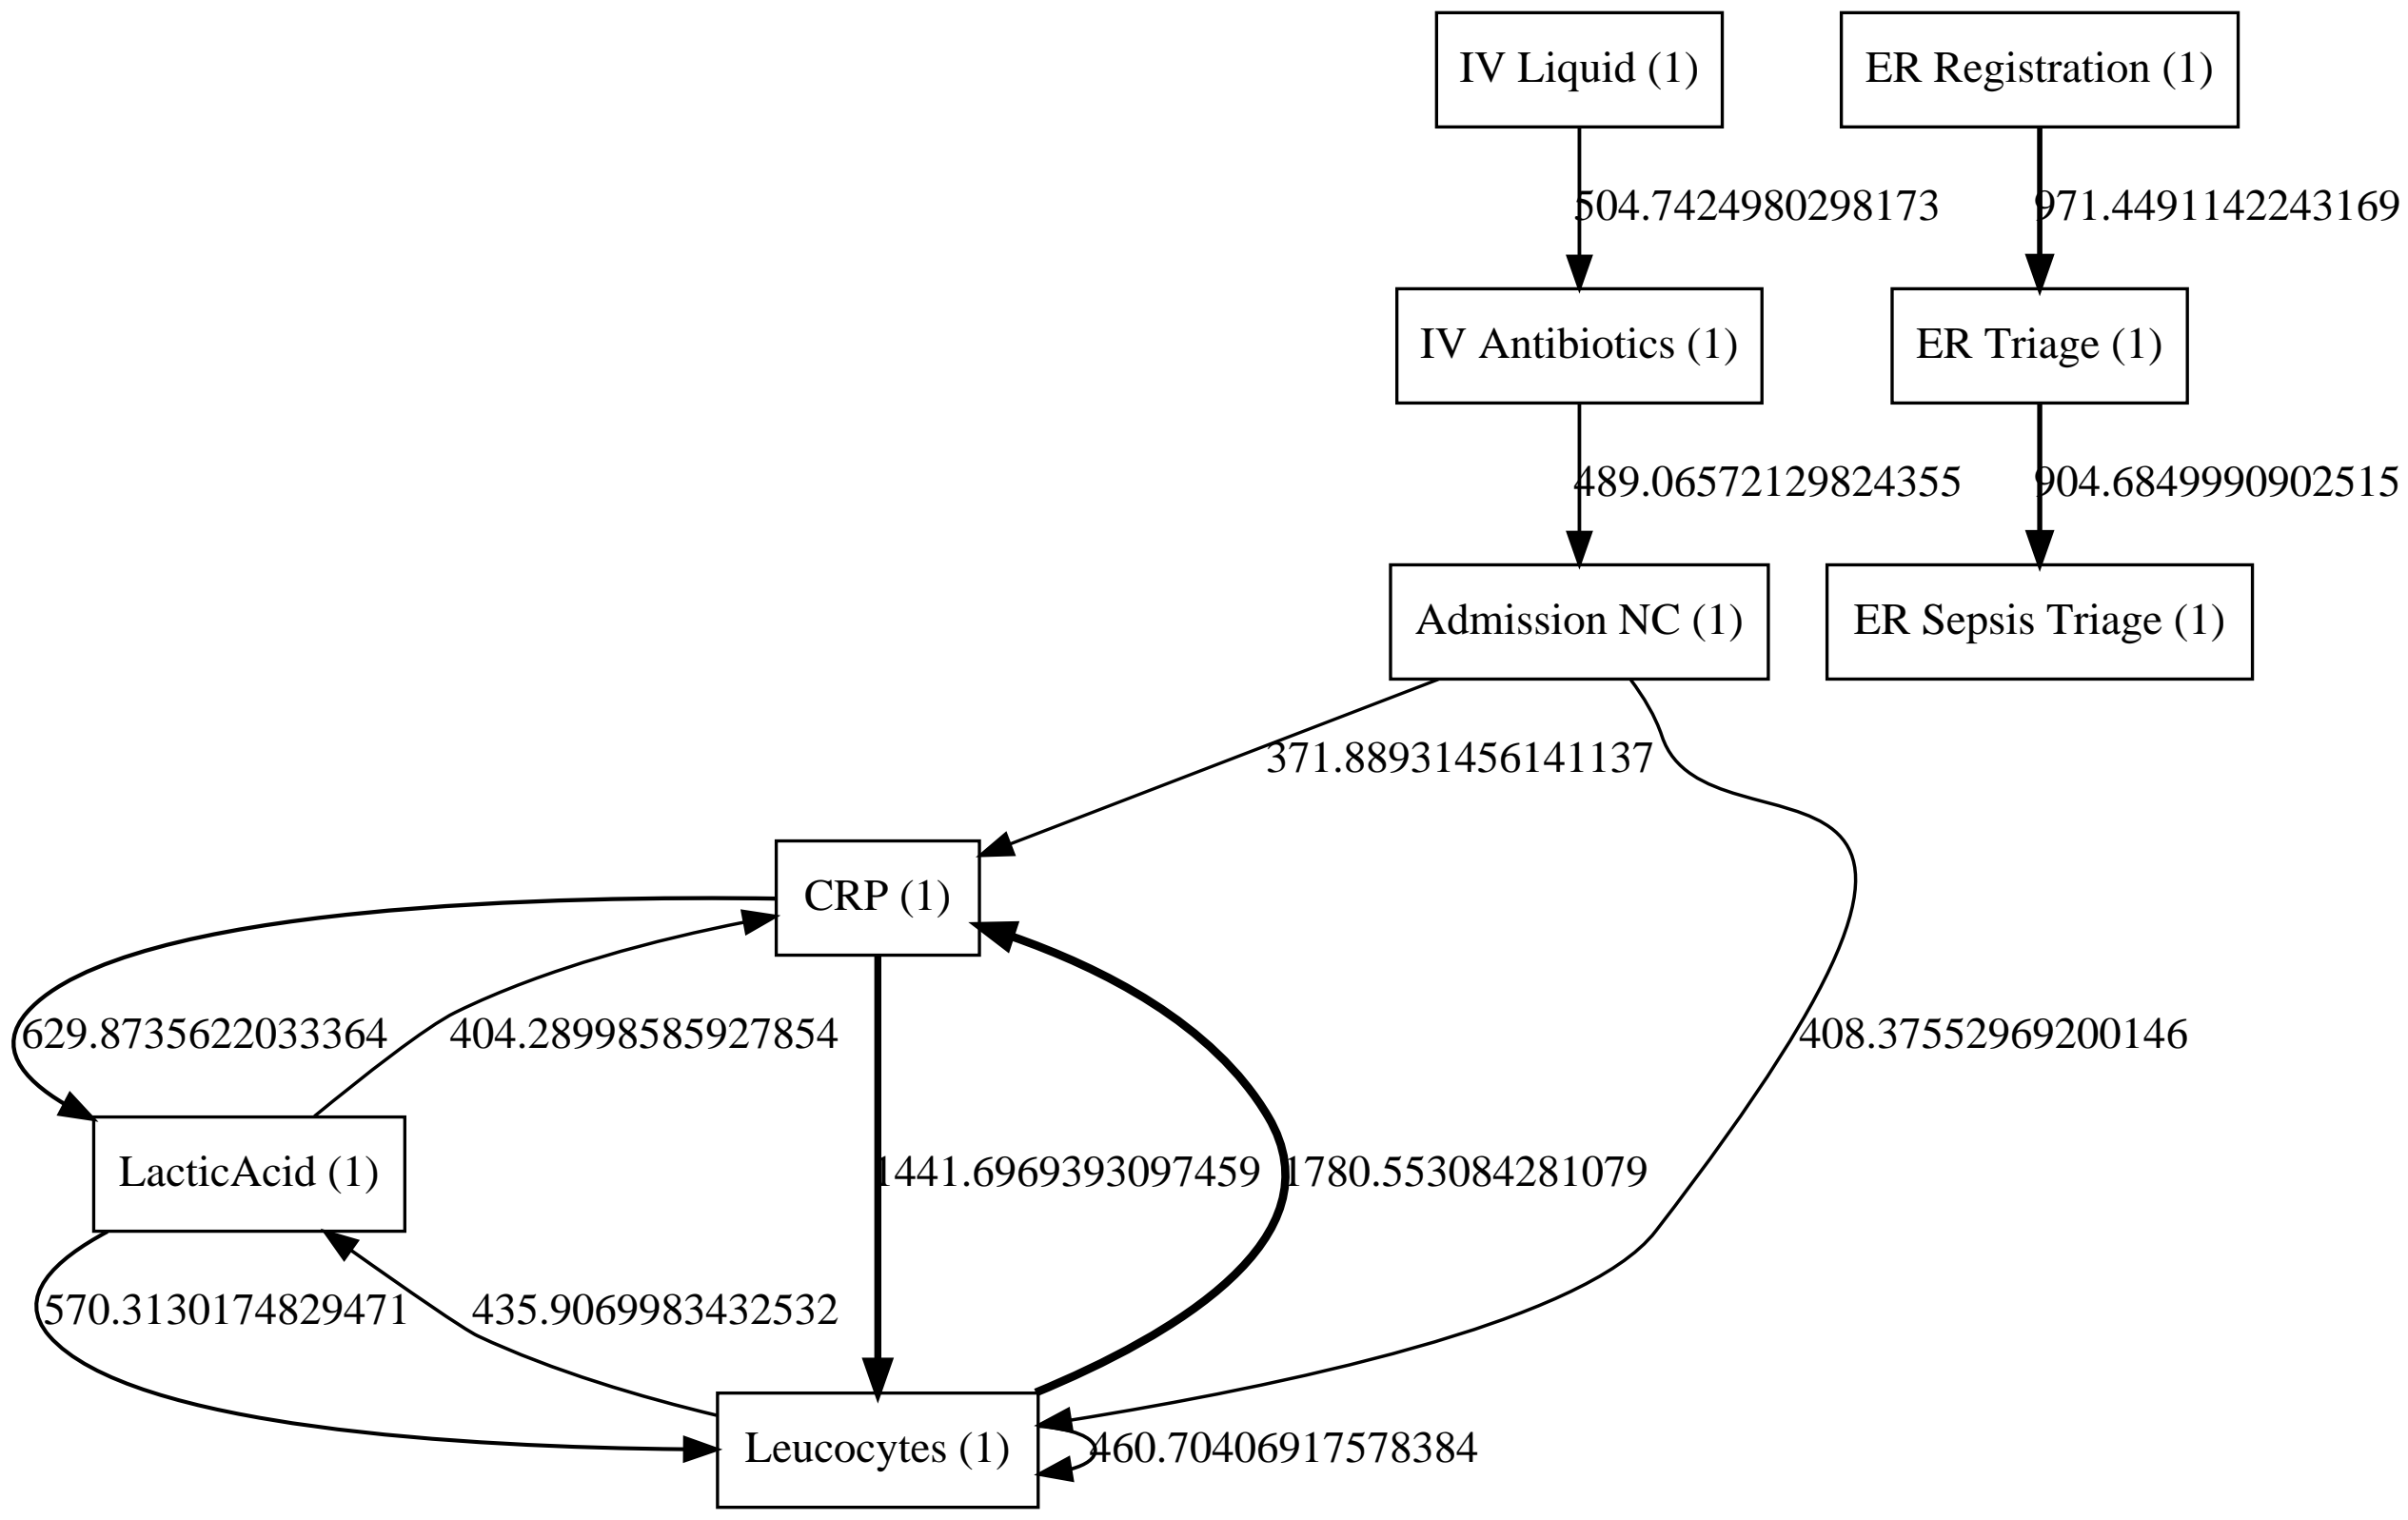 IV Liquid (1)
ER Registration (1)
504.7424980298173
971.4491142243169
IV Antibiotics (1)
ER Triage (1)
489.06572129824355
904.6849990902515
Admission NC (1)
ER Sepsis Triage (1)
371.88931456141137
CRP (1)
629.8735622033364
404.28998585927854
408.37552969200146
LacticAcid (1)
1441.6969393097459
1780.553084281079
570.3130174829471
435.9069983432532
Leucocytes (1)
460.70406917578384